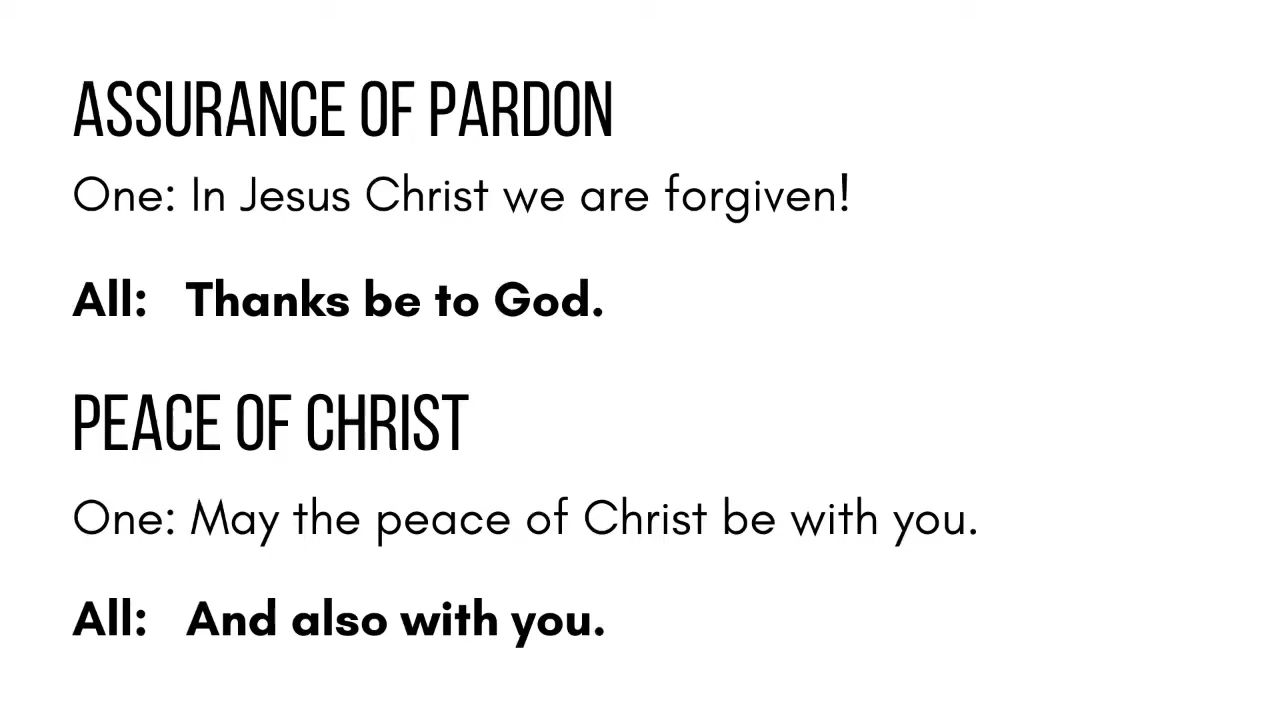 ASSURANCE OF PARDON
One: In Jesus Christ we are forgiven!
All: Thanks be to God.
PEACE OF CHRIST
One: May the peace of Christ be with you.
All: And also with you.